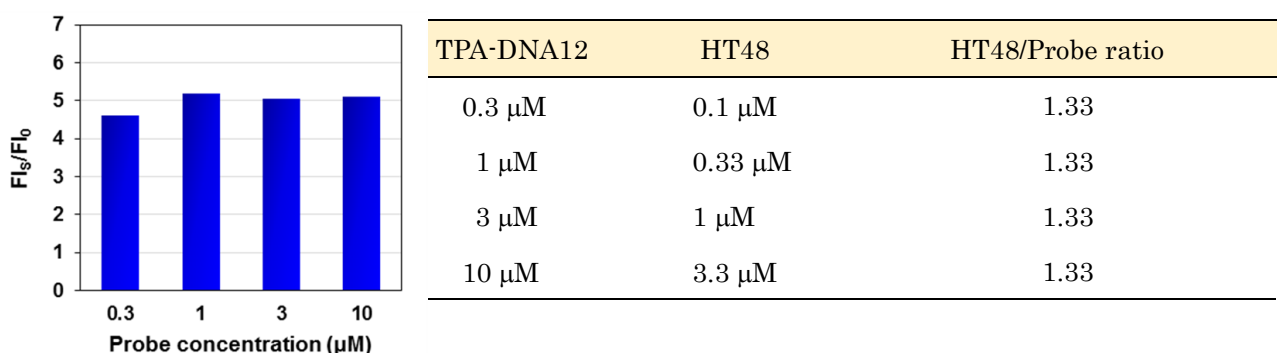 7
6
5
4
3
2
1
0
FIS/FI0
0.3 1 3 10
Probe concentration (µM)
TPA-DNA12 HT48 HT48/Probe ratio
0.3 µM 0.1 µM 1.33
1 µM 0.33 µM 1.33
3 µM 1 µM 1.33
10 µM 3.3 µM 1.33